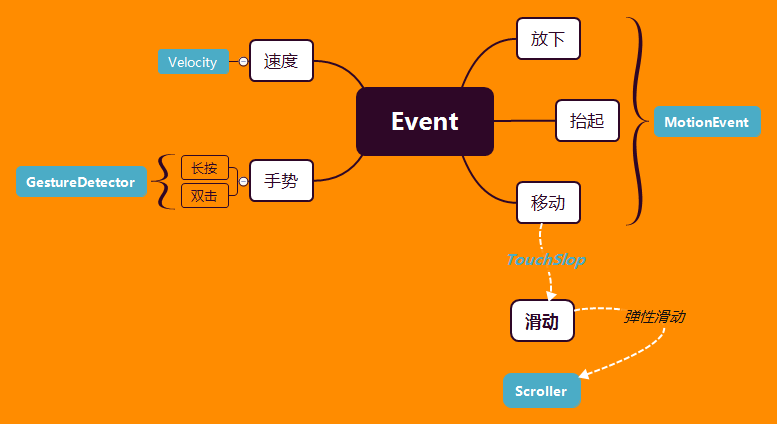 放下
速度
Velocity
Event
抬起
MotionEvent
长按
手势
GestureDetector
双击
移动
TouchSlop
滑动
弹性滑动
Scroller